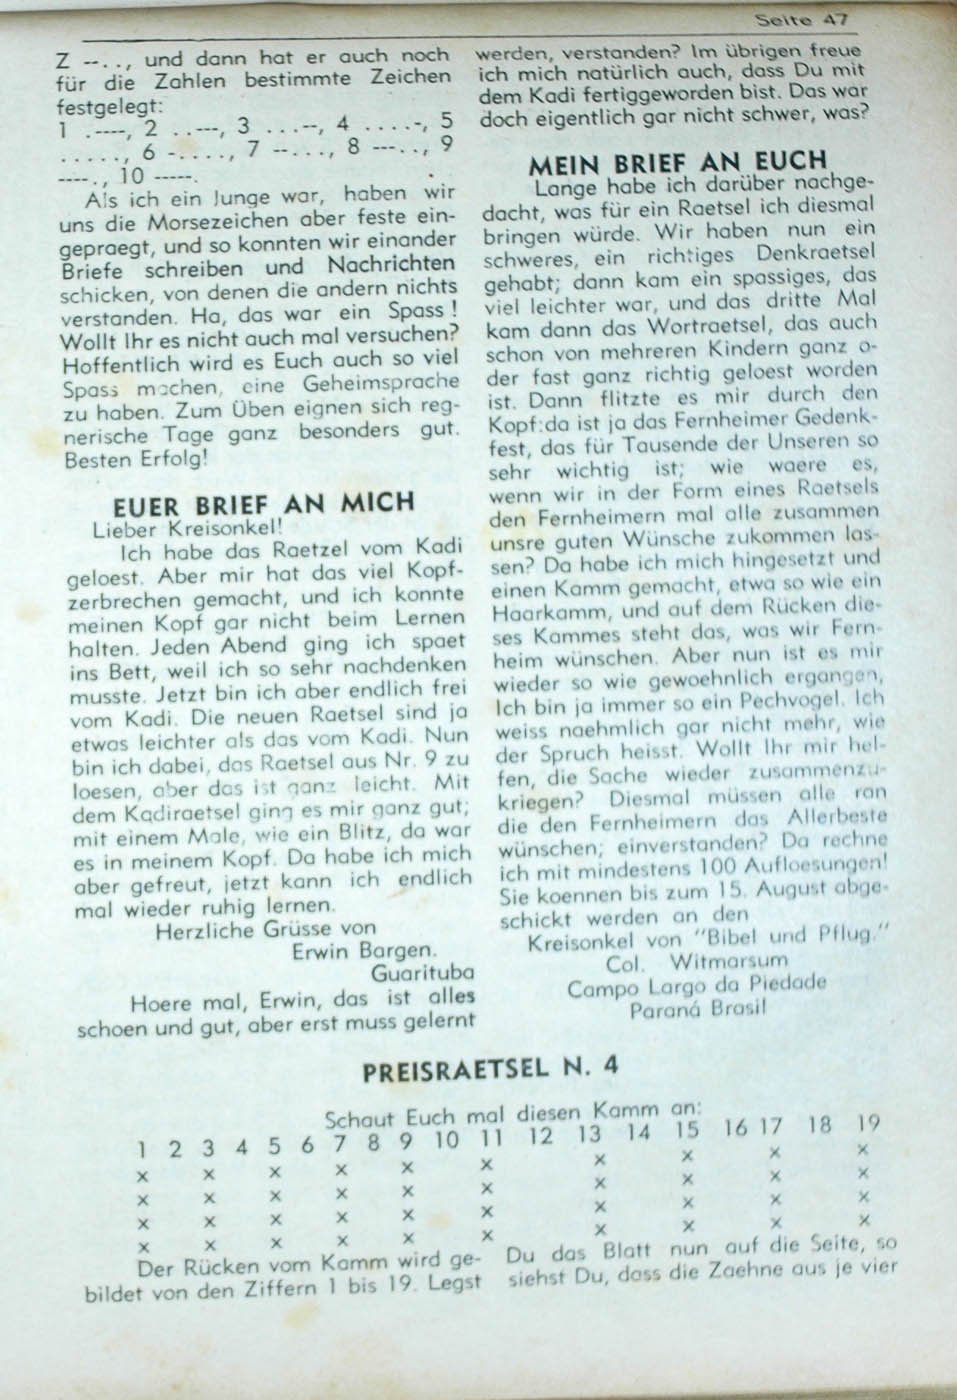 Seite 47
Z --.., und dann hat er auch noch
für die Zahlen bestimmte Zeichen
festgelegt:
1 .----, 2 ..---, 3 ...--, 4 ....-, 5
....., 6 -...., 7 --..., 8 ---.., 9
----., 10 -----.
Als ich ein Junge war, haben wir
uns die Morsezeichen aber feste ein-
gepraegt, und so konnten wir einander
Briefe schreiben und Nachrichten
schicken, von denen die andern nichts
verstanden. Ha, das war ein Spass!
Wollt Ihr es nicht auch mal versuchen?
Hoffentlich wird es Euch auch so viel
Spass machen, eine Geheimsprache
zu haben. Zum Üben eignen sich reg-
nerische Tage ganz besonders gut.
Besten Erfolg!
EUER BRIEF AN MICH
Lieber Kreisonkel!
Ich habe das Raetzel vom Kadi
geloest. Aber mir hat das viel Kopf-
zerbrechen gemacht, und ich konnte
meinen Kopf gar nicht beim Lernen
halten. Jeden Abend ging ich spaet
ins Bett, weil ich so sehr nachdenken
musste. Jetzt bin ich aber endlich frei
vom Kadi. Die neuen Raetsel sind ja
etwas leichter als das vom Kadi. Nun
bin ich dabei, das Raetsel aus Nr. 9 zu
loesen, aber das ist ganz leicht. Mit
dem Kadiraetsel ging es mir ganz gut;
mit einem Male, wie ein Blitz, da war
es in meinem Kopf. Da habe ich mich
aber gefreut, jetzt kann ich endlich
mal wieder ruhig lernen.
Herzliche Grüsse von
Erwin Bargen.
Guarituba
Hoere mal, Erwin, das ist alles
schoen und gut, aber erst muss gelernt
werden, verstanden? Im übrigen freue
ich mich natürlich auch, dass Du mit
dem Kadi fertiggeworden bist. Das war
doch eigentlich gar nicht schwer, was?
MEIN BRIEF AN EUCH
Lange habe ich darüber nachge-
dacht, was für ein Raetsel ich diesmal
bringen würde. Wir haben nun ein
schweres, ein richtiges Denkraetsel
gehabt; dann kam ein spassiges, das
viel leichter war, und das dritte Mal
kam dann das Wortraetsel, das auch
schon von mehreren Kindern ganz o-
der fast ganz richtig geloest worden
ist. Dann flitzte es mir durch den
Kopf:da ist ja das Fernheimer Gedenk-
fest, das für Tausende der Unseren so
sehr wichtig ist; wie waere es,
wenn wir in der Form eines Raetsels
den Fernheimern mal alle zusammen
unsre guten Wünsche zukommen las-
sen? Da habe ich mich hingesetzt und
einen Kamm gemacht, etwa so wie ein
Haarkamm, und auf dem Rücken die-
ses Kammes steht das, was wir Fern-
heim wünschen. Aber nun ist es mir
wieder so wie gewoehnlich ergangen,
Ich bin ja immer so ein Pechvogel. Ich
weiss naehmlich gar nicht mehr, wie
der Spruch heisst. Wollt Ihr mir hel-
fen, die Sache wieder zusammenzu-
kriegen? Diesmal müssen alle ran
die den Fernheimern das Allerbeste
wünschen; einverstanden? Da rechne
ich mit mindestens 100 Aufloesungen!
Sie koennen bis zum 15. August abge-
schickt werden an den
Kreisonkel von "Bibel und Pflug."
Col. Witmarsum
Campo Largo da Piedade
Paraná Brasil
PREISRAETSEL N. 4
Schaut Euch mal diesen Kamm an:
1 2 3 4 5 6 7 8 9 10 11 12 13 14 15 16 17 18 19
x x x x x x x x x x
x x x x x x x x x x
x x x x x x x x x x
x x x x x x x x x x
Der Rücken vom Kamm wird ge-
bildet von den Ziffern 1 bis 19. Legst
Du das Blatt nun auf die Seite, so
siehst Du, dass die Zaehne aus je vier